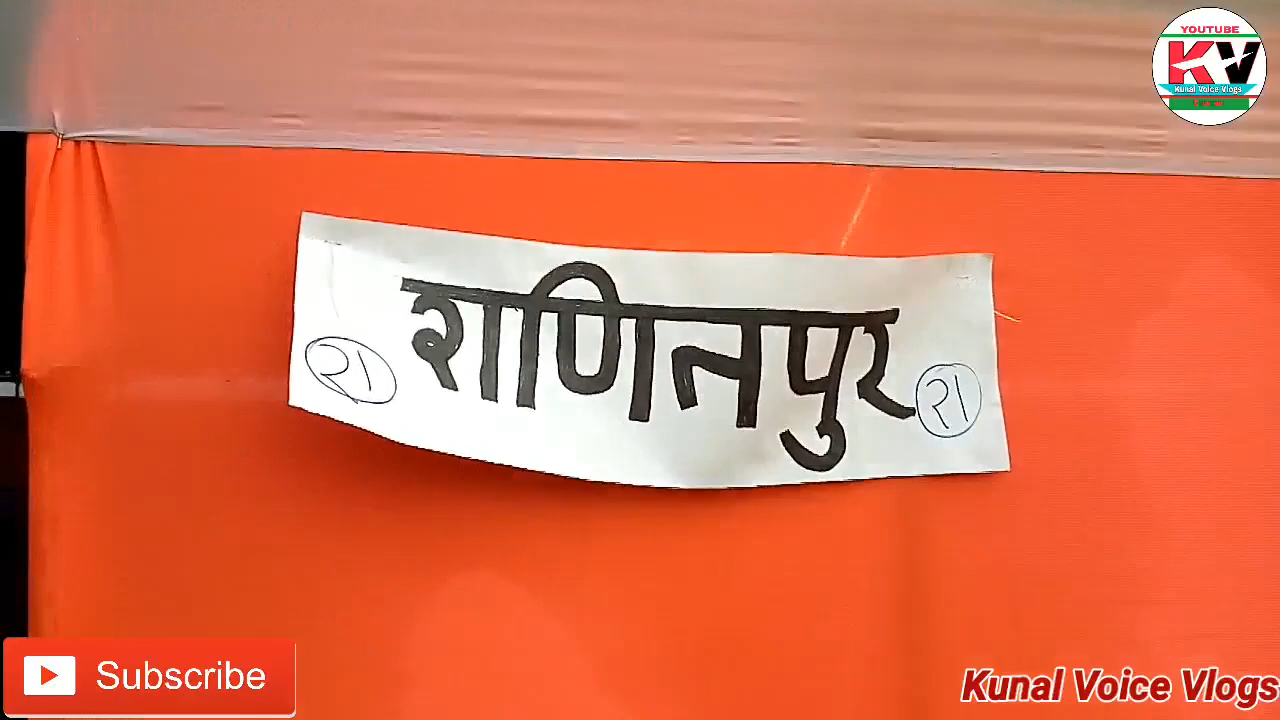 YOUTUBE
KV
Kunal Voice Vlogs
शणितपुर
२१ २१
Subscribe
Kunal Voice Vlogs